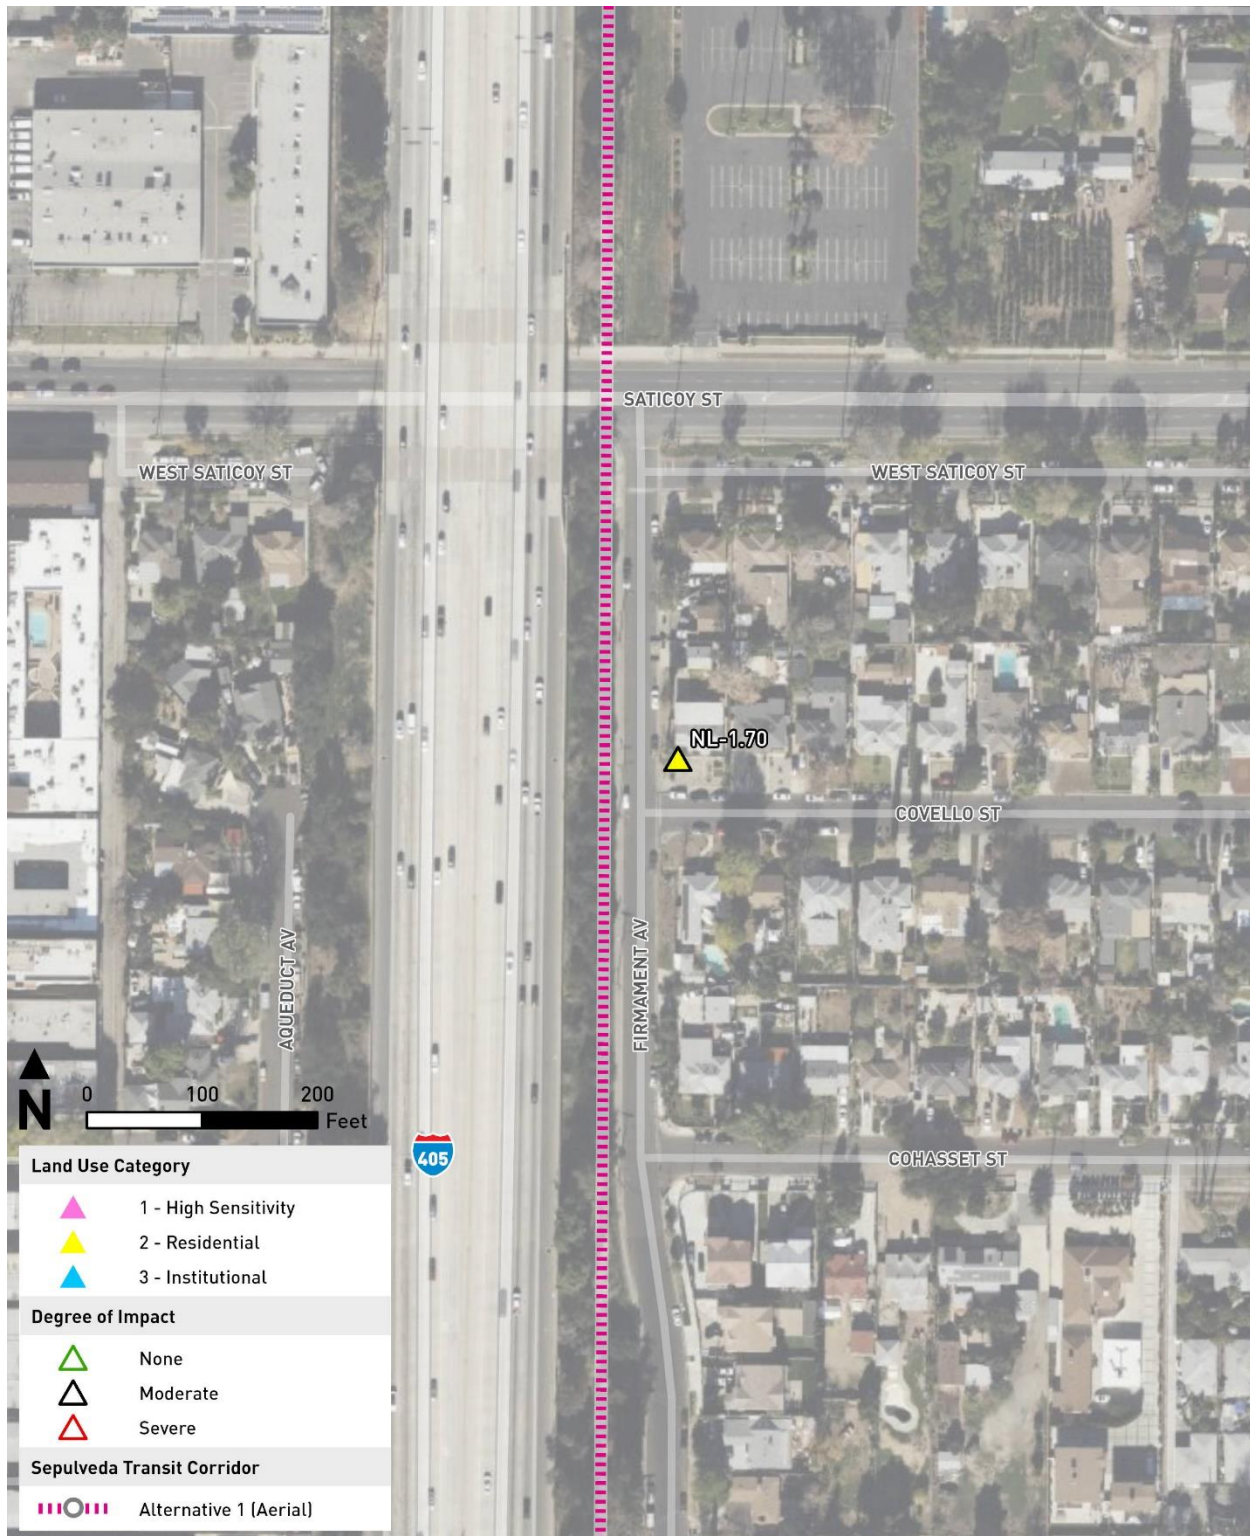 SATICOY ST
WEST SATICOY ST
WEST SATICOY ST
NL-1.70
COVELLO ST
AQUEDUCT AV
FIRMAMENT AV
N
0 100 200
Feet
405
COHASSET ST
Land Use Category
1 - High Sensitivity
2 - Residential
3 - Institutional
Degree of Impact
None
Moderate
Severe
Sepulveda Transit Corridor
Alternative 1 (Aerial)